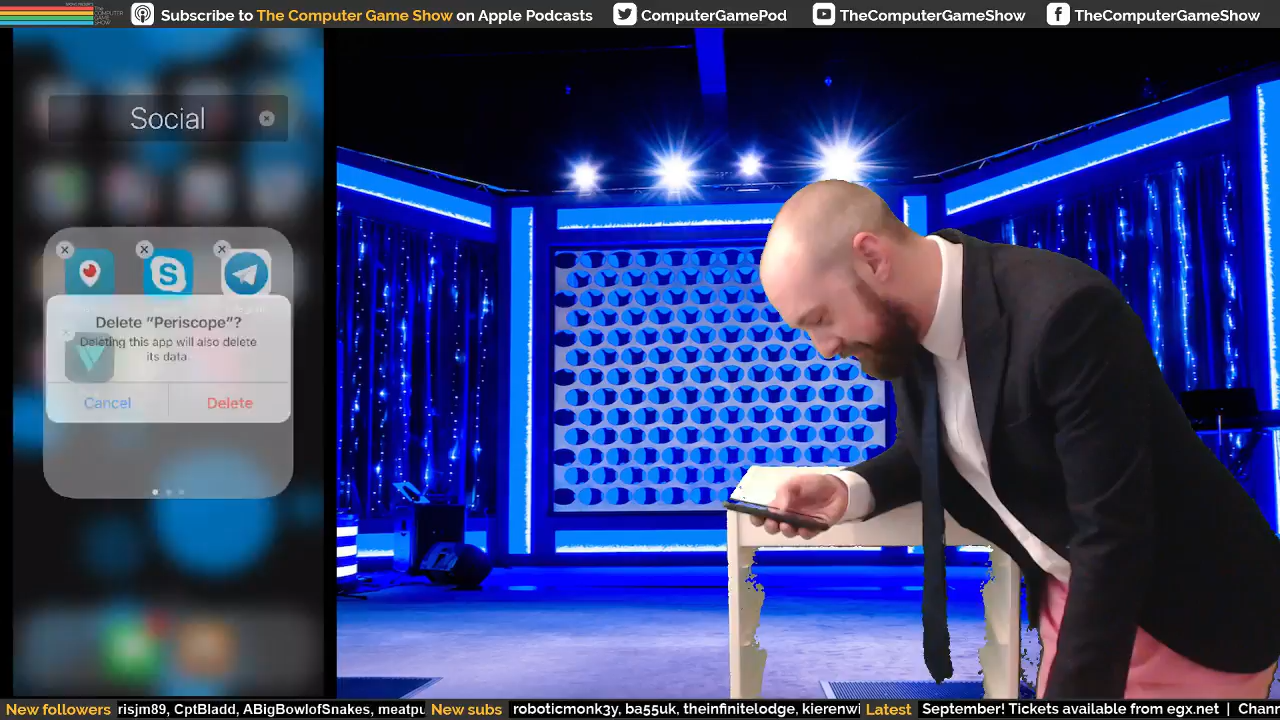 Subscribe to The Computer Game Show on Apple Podcasts
ComputerGamePod
TheComputerGameShow
TheComputerGameShow
Social
Delete "Periscope"?
Deleting this app will also delete
its data.
Cancel
Delete
New followers
risjm89, CptBladd, ABigBowlofSnakes, meatpu
New subs
roboticmonk3y, ba55uk, theinfinitelodge, kierenwi
Latest
September! Tickets available from egx.net | Chann